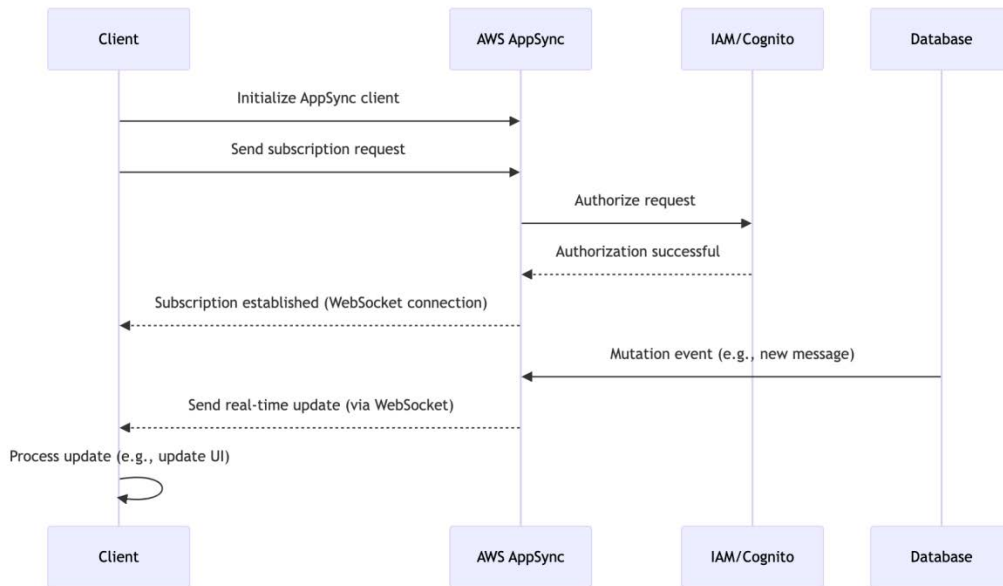 Client
AWS AppSync
IAM/Cognito
Database
Initialize AppSync client
Send subscription request
Authorize request
Authorization successful
Subscription established (WebSocket connection)
Mutation event (e.g., new message)
Send real-time update (via WebSocket)
Process update (e.g., update UI)
Client
AWS AppSync
IAM/Cognito
Database